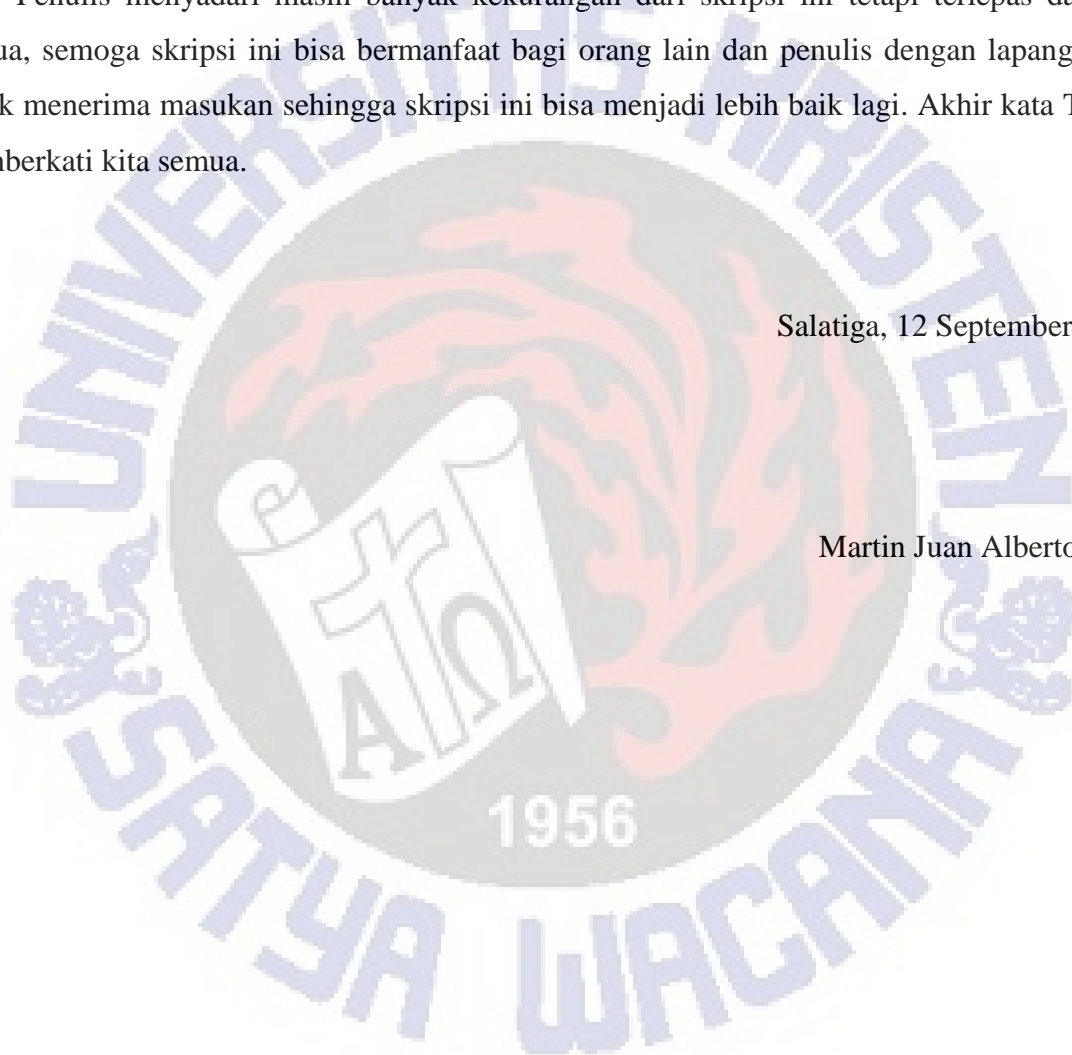 Penulis menyadari masih banyak kekurangan dari skripsi ini tetapi terlepas da
ua, semoga skripsi ini bisa bermanfaat bagi orang lain dan penulis dengan lapang
k menerima masukan sehingga skripsi ini bisa menjadi lebih baik lagi. Akhir kata T
nberkati kita semua.
Salatiga, 12 September
Martin Juan Alberto
UNIVERSITAS KRISTEN
SATYA WACANA
Α Ω
1956